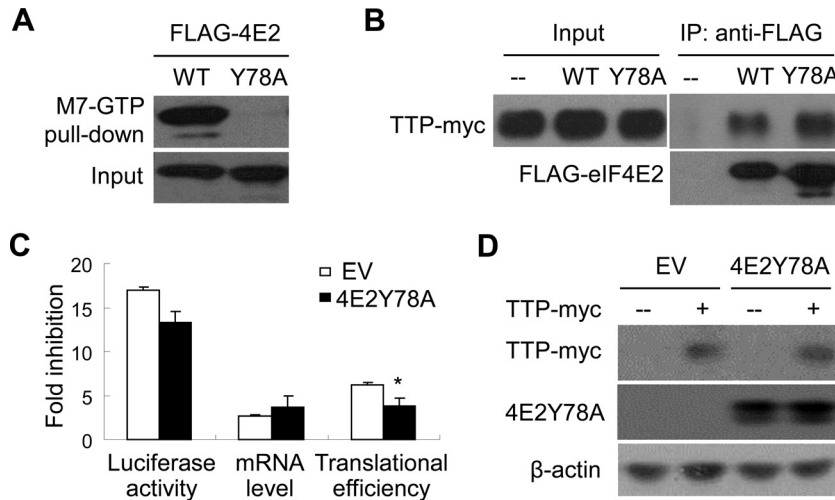 A
FLAG-4E2
WT Y78A
M7-GTP
pull-down
Input
B
Input IP: anti-FLAG
-- WT Y78A -- WT Y78A
TTP-myc
FLAG-eIF4E2
C
EV
4E2Y78A
Fold inhibition
20
15
10
5
0
*
Luciferase activity
mRNA level
Translational efficiency
D
EV 4E2Y78A
TTP-myc -- + -- +
TTP-myc
4E2Y78A
β-actin